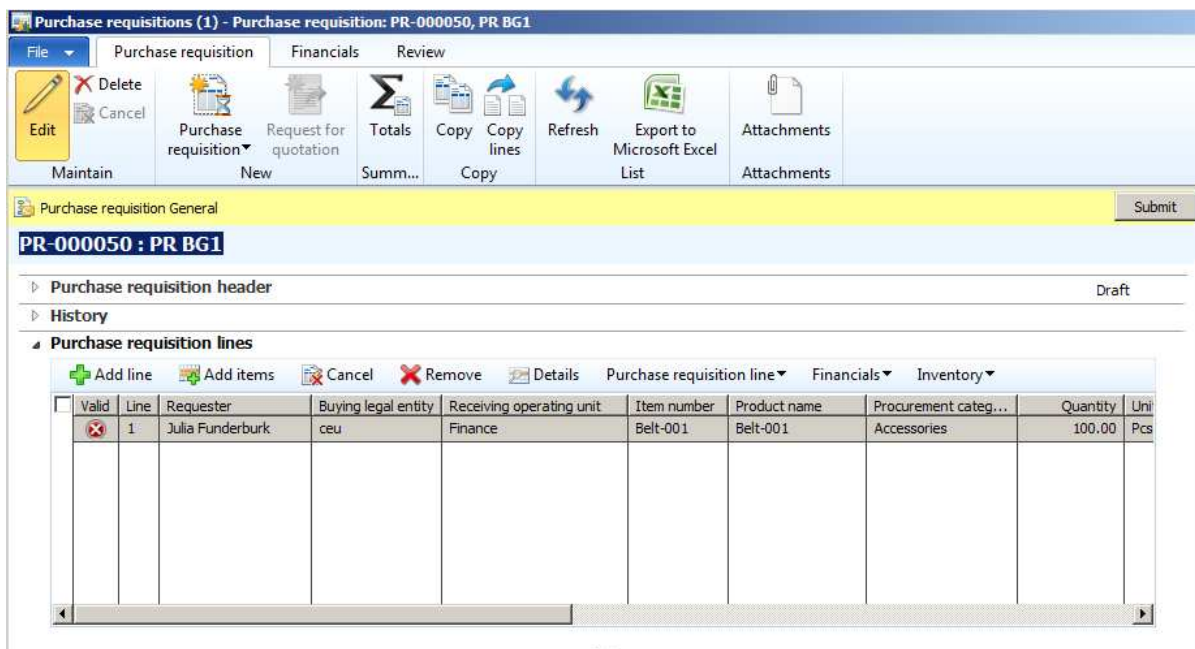 Purchase requisitions (1) - Purchase requisition: PR-000050, PR BG1
File Purchase requisition Financials Review
Edit
Delete
Cancel
Maintain
Purchase requisition
Request for quotation
New
Totals
Summ...
Copy
Copy lines
Copy
Refresh
Export to Microsoft Excel
List
Attachments
Attachments
Purchase requisition General Submit
PR-000050 : PR BG1
Purchase requisition header Draft
History
Purchase requisition lines
Add line Add items Cancel Remove Details Purchase requisition line Financials Inventory
Valid Line Requester Buying legal entity Receiving operating unit Item number Product name Procurement categ... Quantity Uni
1 Julia Funderburk ceu Finance Belt-001 Belt-001 Accessories 100.00 Pcs